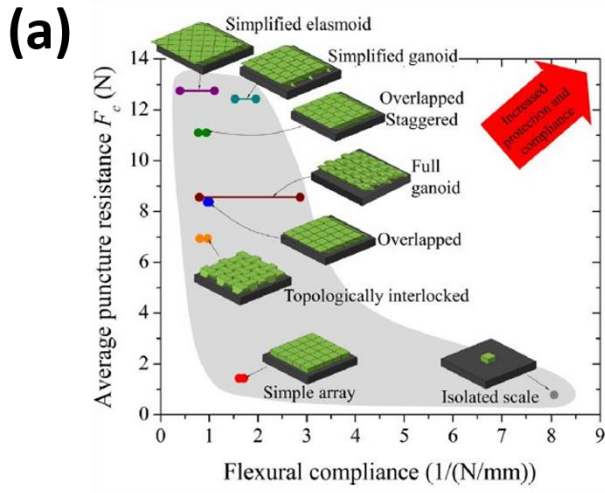 (a)
Simplified elasmoid
Simplified ganoid
Overlapped
Staggered
Increased
protection and
compliance
Full
ganoid
Overlapped
Topologically interlocked
Simple array
Isolated scale
Average puncture resistance F_c (N)
14
12
10
8
6
4
2
0
0 1 2 3 4 5 6 7 8 9
Flexural compliance (1/(N/mm))